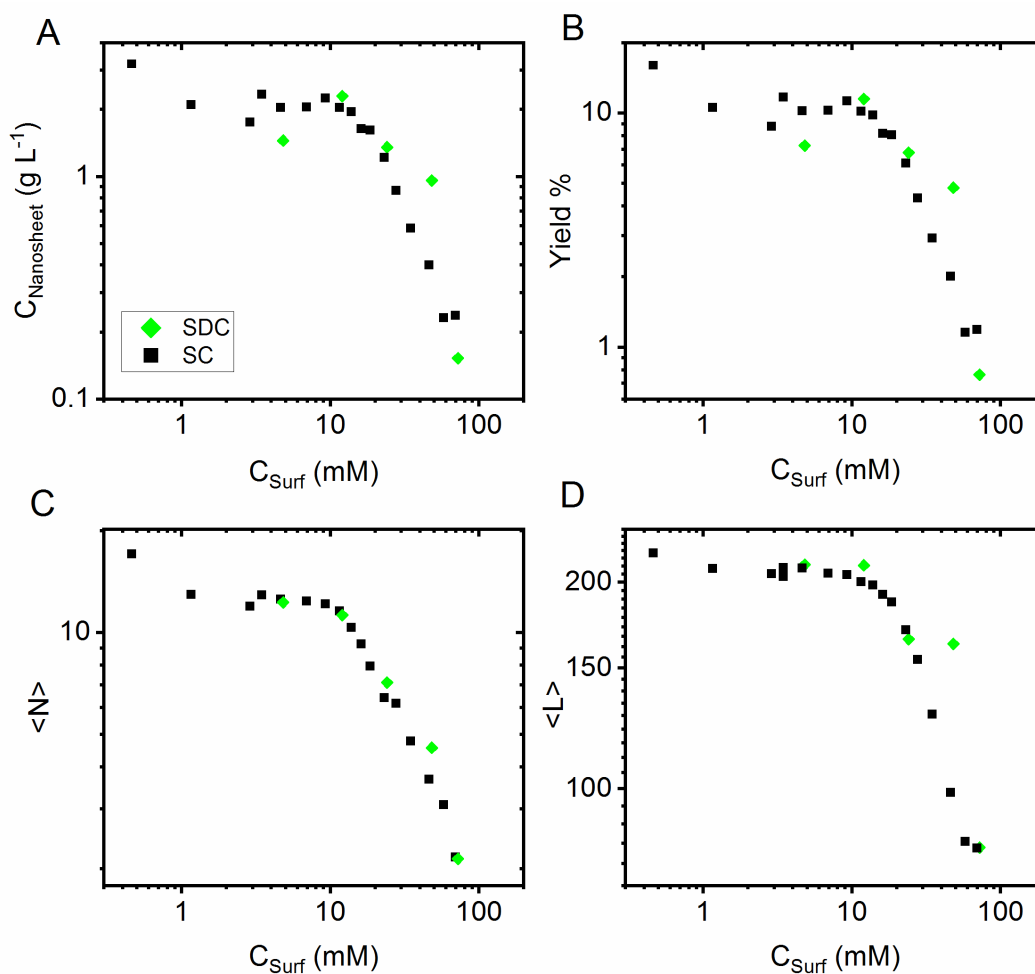 A
C_Nanosheet (g L⁻¹)
1
0.1
SDC
SC
1 10 100
C_Surf (mM)
B
Yield %
10
1
1 10 100
C_Surf (mM)
C
<N>
10
1 10 100
C_Surf (mM)
D
<L>
200
150
100
1 10 100
C_Surf (mM)